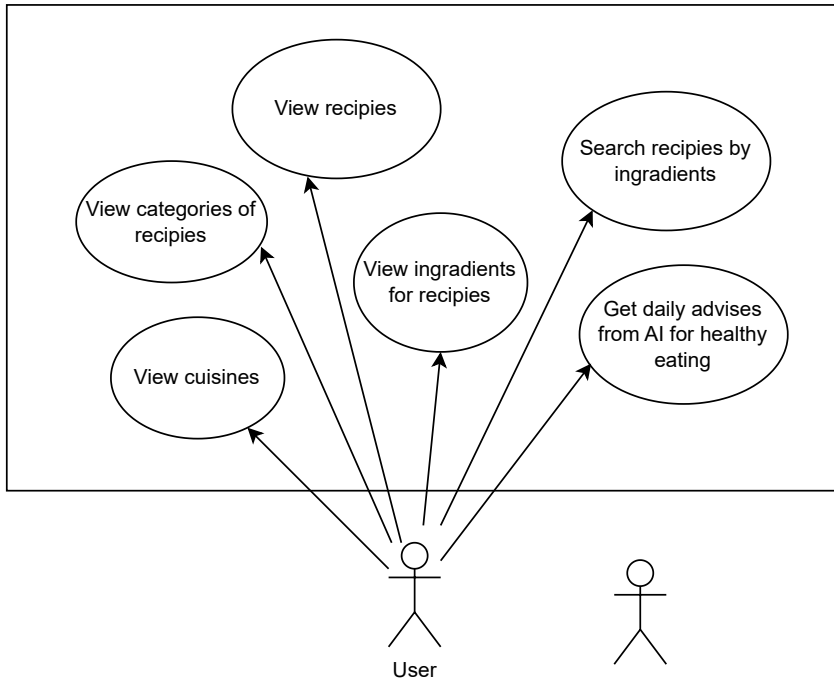 View recipies
Search recipies by
ingradients
View categories of
recipies
View ingradients
for recipies
Get daily advises
from AI for healthy
eating
View cuisines
User